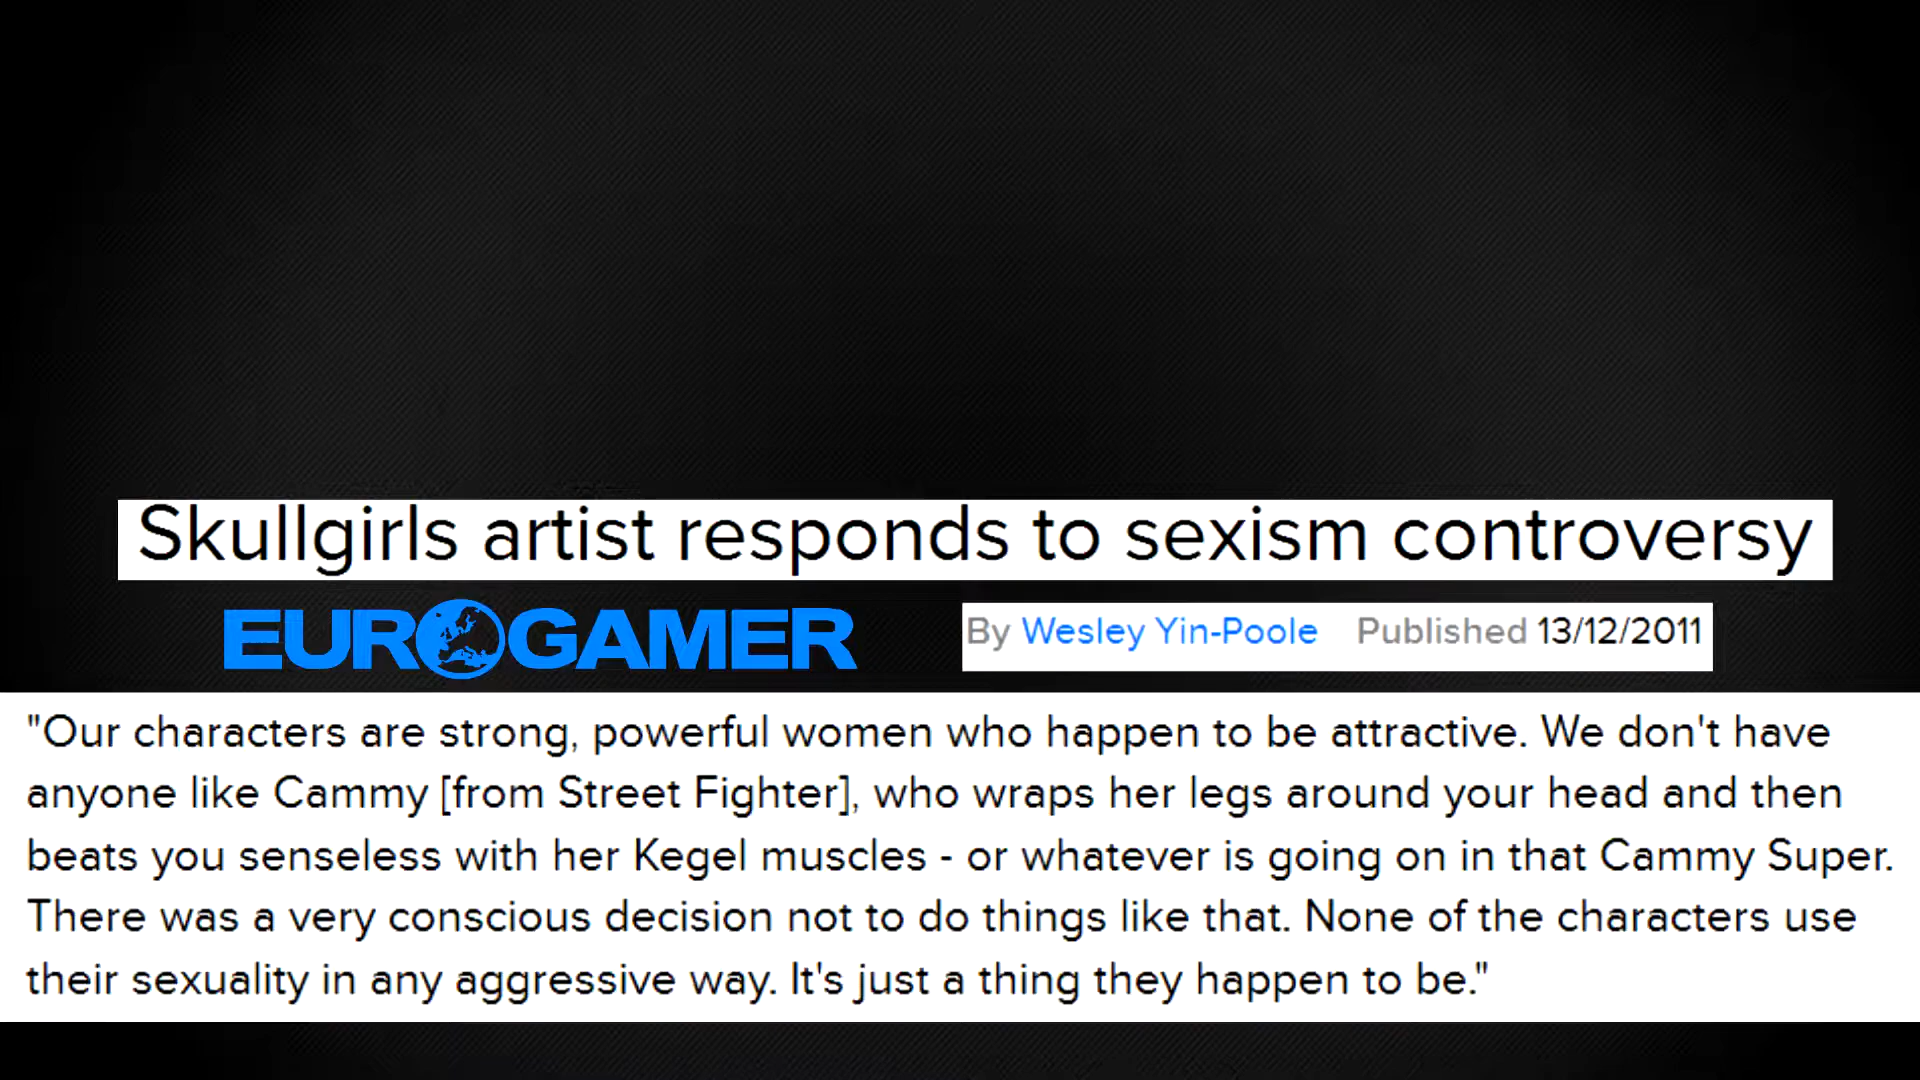 Skullgirls artist responds to sexism controversy
EUROGAMER
By Wesley Yin-Poole Published 13/12/2011
"Our characters are strong, powerful women who happen to be attractive. We don't have
anyone like Cammy [from Street Fighter], who wraps her legs around your head and then
beats you senseless with her Kegel muscles - or whatever is going on in that Cammy Super.
There was a very conscious decision not to do things like that. None of the characters use
their sexuality in any aggressive way. It's just a thing they happen to be."